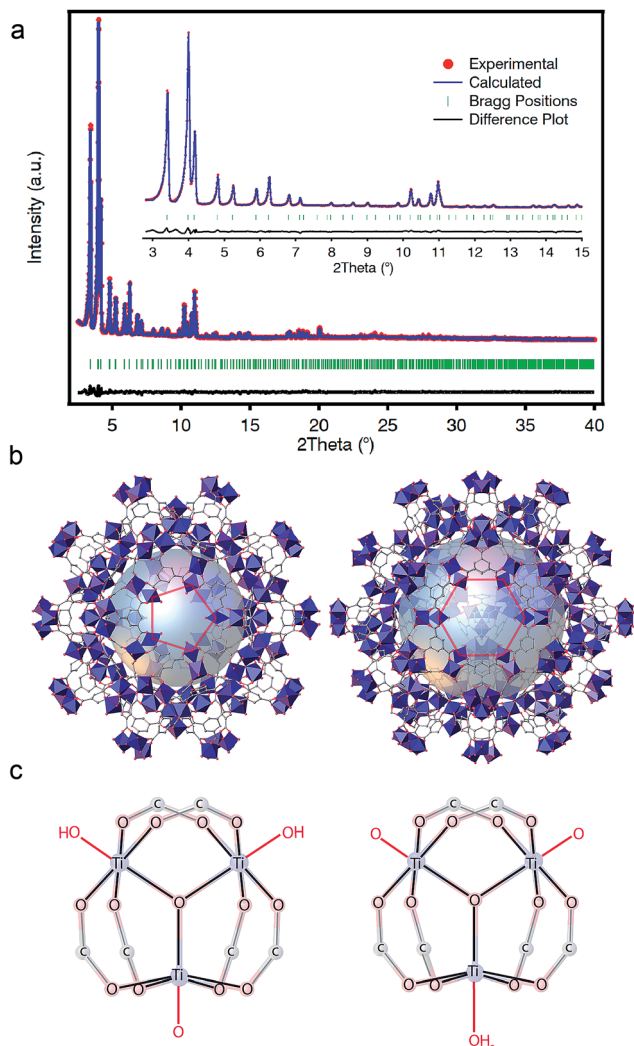 a
Experimental
Calculated
Bragg Positions
Difference Plot
Intensity (a.u.)
3 4 5 6 7 8 9 10 11 12 13 14 15
2Theta (°)
5 10 15 20 25 30 35 40
2Theta (°)
b
c
C C C C
O O O O O O O O
HO OH O O
Ti Ti Ti Ti
O O O O O O O O O O
C C C C C C C C
Ti Ti
O O O O O O O O
O